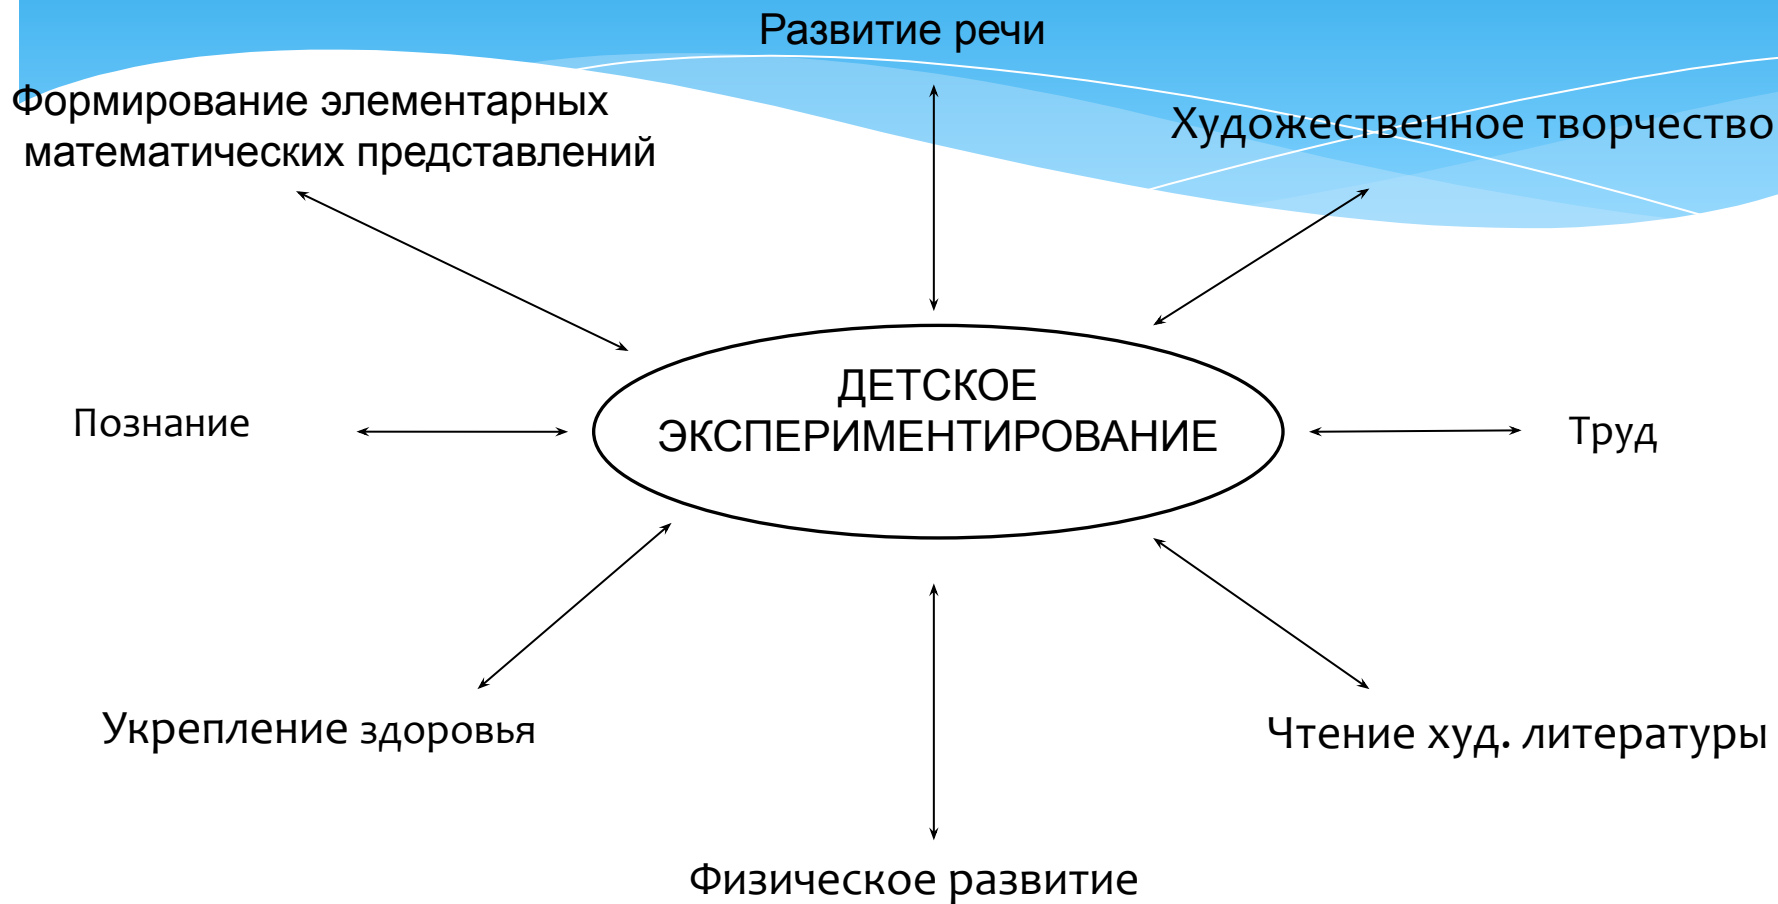 Развитие речи
Формирование элементарных
математических представлений
Художественное творчество
ДЕТСКОЕ
ЭКСПЕРИМЕНТИРОВАНИЕ
Познание
Труд
Укрепление здоровья
Чтение худ. литературы
Физическое развитие